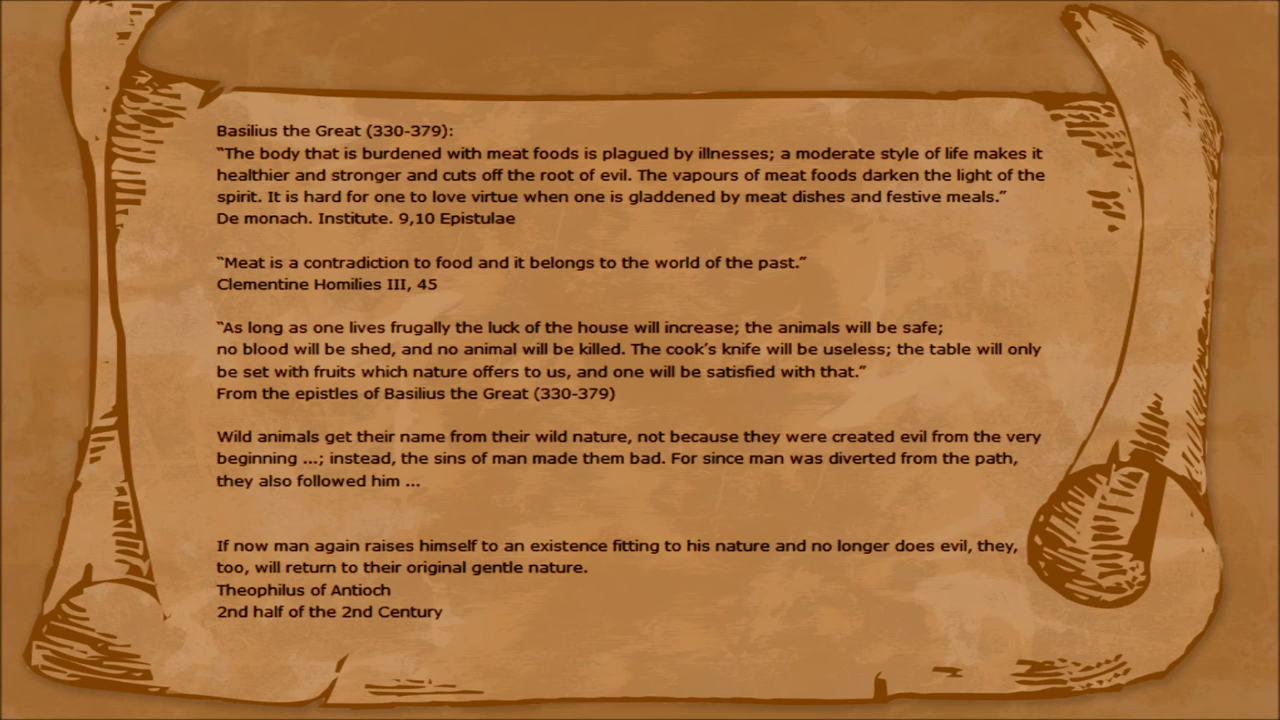 Basilius the Great (330-379):
“The body that is burdened with meat foods is plagued by illnesses; a moderate style of life makes it
healthier and stronger and cuts off the root of evil. The vapours of meat foods darken the light of the
spirit. It is hard for one to love virtue when one is gladdened by meat dishes and festive meals.”
De monach. Institute. 9,10 Epistulae
“Meat is a contradiction to food and it belongs to the world of the past.”
Clementine Homilies III, 45
“As long as one lives frugally the luck of the house will increase; the animals will be safe;
no blood will be shed, and no animal will be killed. The cook’s knife will be useless; the table will only
be set with fruits which nature offers to us, and one will be satisfied with that.”
From the epistles of Basilius the Great (330-379)
Wild animals get their name from their wild nature, not because they were created evil from the very
beginning ...; instead, the sins of man made them bad. For since man was diverted from the path,
they also followed him ...
If now man again raises himself to an existence fitting to his nature and no longer does evil, they,
too, will return to their original gentle nature.
Theophilus of Antioch
2nd half of the 2nd Century